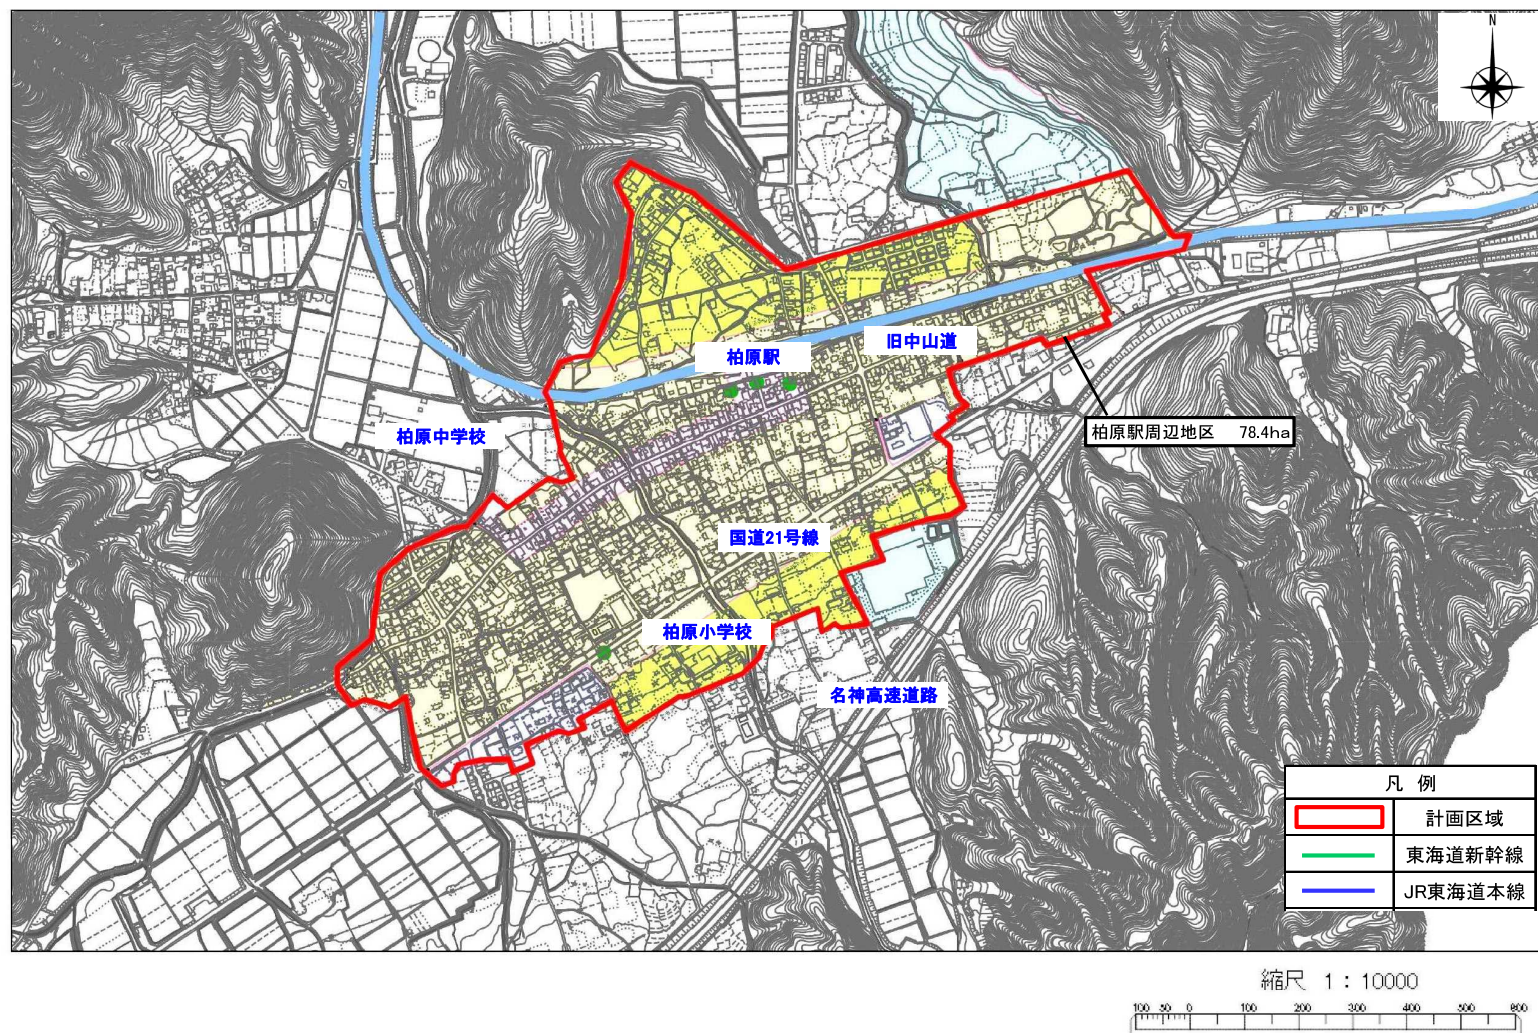 N
柏原駅
旧中山道
柏原中学校
柏原駅周辺地区 78.4ha
国道21号線
柏原小学校
名神高速道路
凡 例
計画区域
東海道新幹線
JR東海道本線
縮尺 1：10000
100 50 0 100 200 300 400 500 600